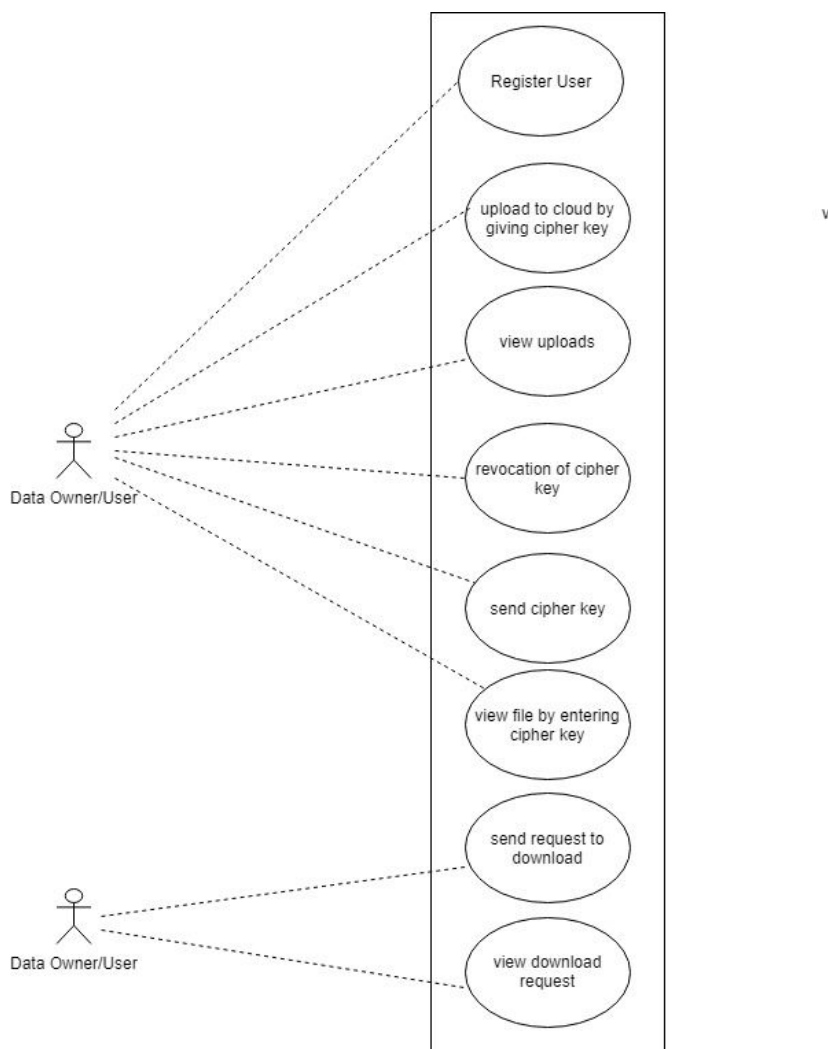 Register User
upload to cloud by
giving cipher key
v
view uploads
revocation of cipher
key
Data Owner/User
send cipher key
view file by entering
cipher key
send request to
download
Data Owner/User
view download
request